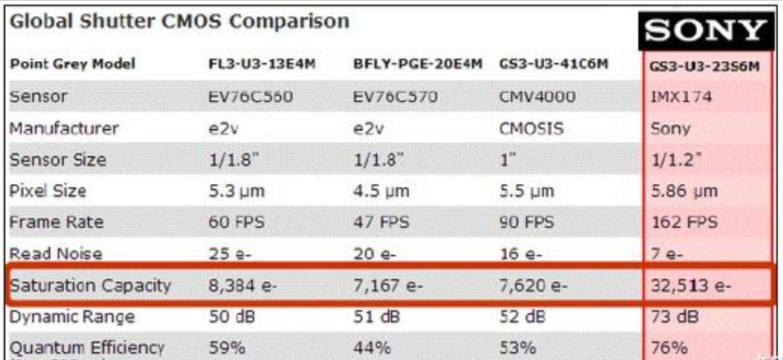 Global Shutter CMOS Comparison
SONY
Point Grey Model FL3-U3-13E4M BFLY-PGE-20E4M GS3-U3-41C6M GS3-U3-23S6M
Sensor EV76C560 EV76C570 CMV4000 IMX174
Manufacturer e2v e2v CMOSIS Sony
Sensor Size 1/1.8" 1/1.8" 1" 1/1.2"
Pixel Size 5.3 µm 4.5 µm 5.5 µm 5.86 µm
Frame Rate 60 FPS 47 FPS 90 FPS 162 FPS
Read Noise 25 e- 20 e- 16 e- 7 e-
Saturation Capacity 8,384 e- 7,167 e- 7,620 e- 32,513 e-
Dynamic Range 50 dB 51 dB 52 dB 73 dB
Quantum Efficiency 59% 44% 53% 76%